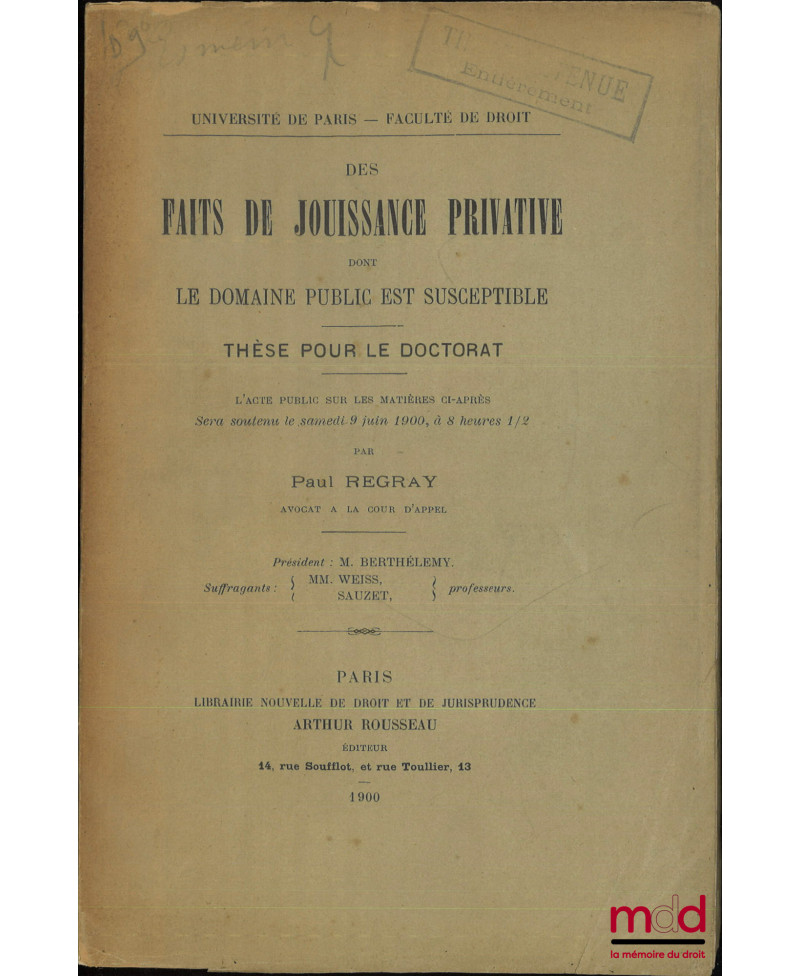 UNIVERSITÉ DE PARIS — FACULTÉ DE DROIT
DES
FAITS DE JOUISSANCE PRIVATIVE
DONT
LE DOMAINE PUBLIC EST SUSCEPTIBLE
THÈSE POUR LE DOCTORAT
L'ACTE PUBLIC SUR LES MATIÈRES CI-APRÈS
Sera soutenu le samedi 9 juin 1900, à 8 heures 1/2
PAR
Paul REGRAY
AVOCAT A LA COUR D'APPEL
Président : M. BERTHÉLEMY.
Suffragants : { MM. WEISS, } professeurs.
SAUZET,
PARIS
LIBRAIRIE NOUVELLE DE DROIT ET DE JURISPRUDENCE
ARTHUR ROUSSEAU
ÉDITEUR
14, rue Soufflot, et rue Toullier, 13
1900
Entièrement
mdd
la mémoire du droit